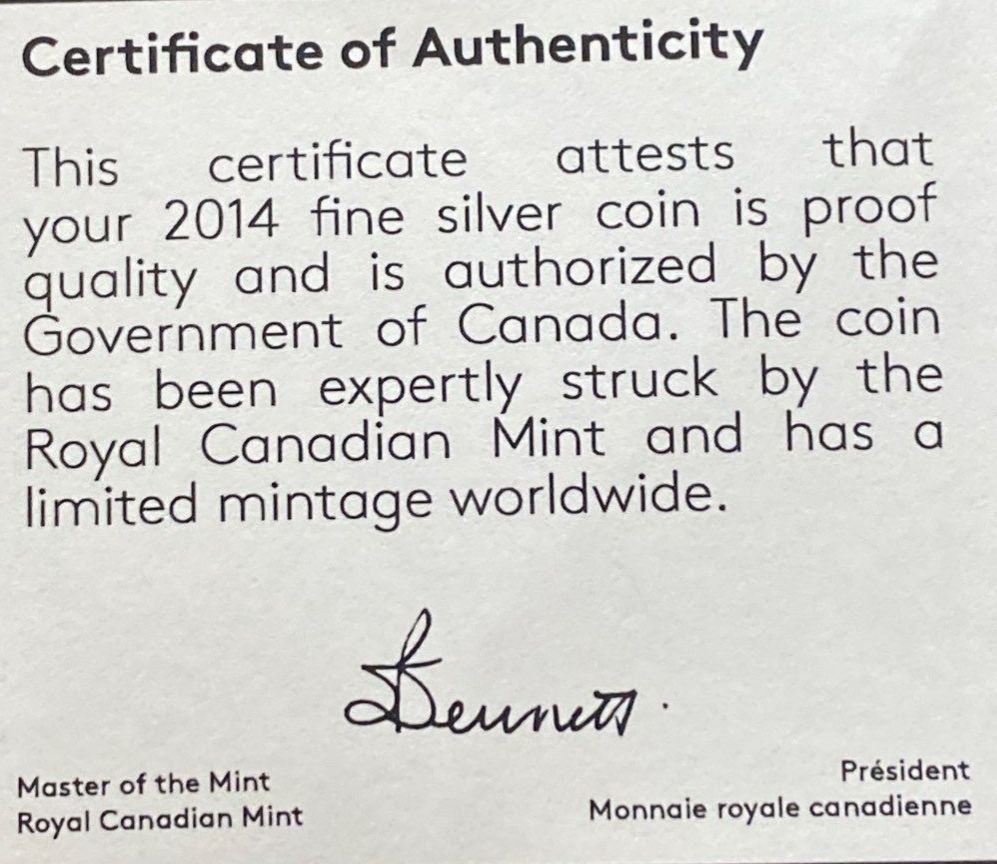 Certificate of Authenticity
This certificate attests that
your 2014 fine silver coin is proof
quality and is authorized by the
Government of Canada. The coin
has been expertly struck by the
Royal Canadian Mint and has a
limited mintage worldwide.
Bennett
Master of the Mint
Royal Canadian Mint
Président
Monnaie royale canadienne